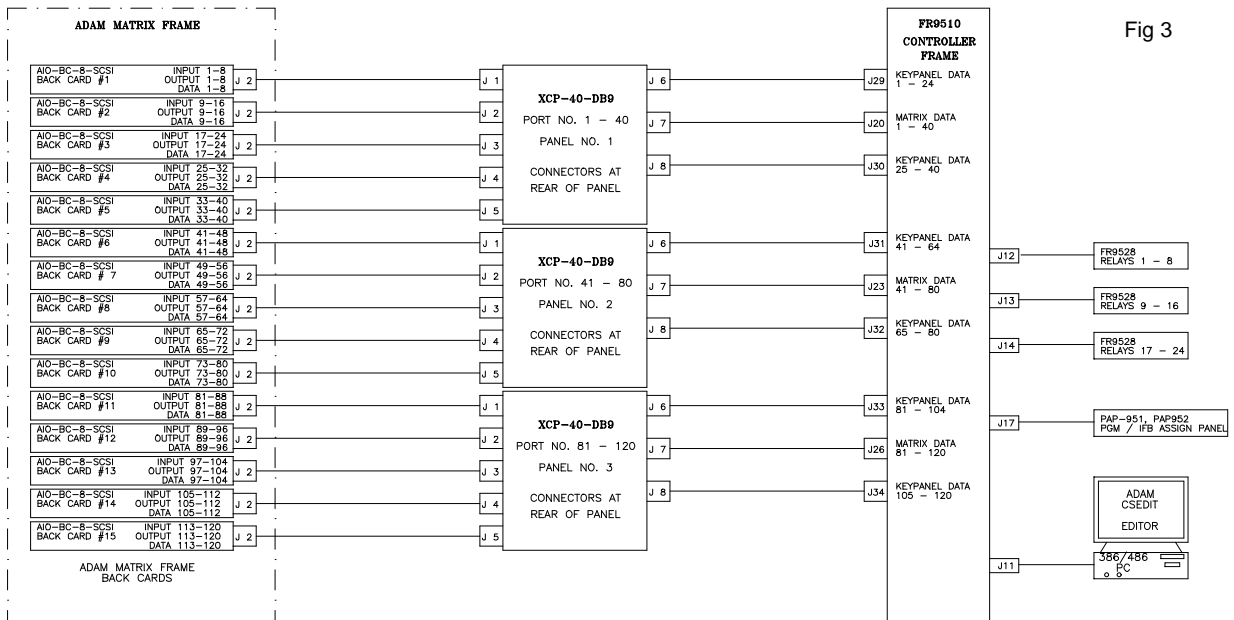 Fig 3
ADAM MATRIX FRAME
AIO-BC-8-SCSI INPUT 1-8
BACK CARD #1 OUTPUT 1-8 J 2
DATA 1-8
AIO-BC-8-SCSI INPUT 9-16
BACK CARD #2 OUTPUT 9-16 J 2
DATA 9-16
AIO-BC-8-SCSI INPUT 17-24
BACK CARD #3 OUTPUT 17-24 J 2
DATA 17-24
AIO-BC-8-SCSI INPUT 25-32
BACK CARD #4 OUTPUT 25-32 J 2
DATA 25-32
AIO-BC-8-SCSI INPUT 33-40
BACK CARD #5 OUTPUT 33-40 J 2
DATA 33-40
AIO-BC-8-SCSI INPUT 41-48
BACK CARD #6 OUTPUT 41-48 J 2
DATA 41-48
AIO-BC-8-SCSI INPUT 49-56
BACK CARD # 7 OUTPUT 49-56 J 2
DATA 49-56
AIO-BC-8-SCSI INPUT 57-64
BACK CARD #8 OUTPUT 57-64 J 2
DATA 57-64
AIO-BC-8-SCSI INPUT 65-72
BACK CARD #9 OUTPUT 65-72 J 2
DATA 65-72
AIO-BC-8-SCSI INPUT 73-80
BACK CARD #10 OUTPUT 73-80 J 2
DATA 73-80
AIO-BC-8-SCSI INPUT 81-88
BACK CARD #11 OUTPUT 81-88 J 2
DATA 81-88
AIO-BC-8-SCSI INPUT 89-96
BACK CARD #12 OUTPUT 89-96 J 2
DATA 89-96
AIO-BC-8-SCSI INPUT 97-104
BACK CARD #13 OUTPUT 97-104 J 2
DATA 97-104
AIO-BC-8-SCSI INPUT 105-112
BACK CARD #14 OUTPUT 105-112 J 2
DATA 105-112
AIO-BC-8-SCSI INPUT 113-120
BACK CARD #15 OUTPUT 113-120 J 2
DATA 113-120
ADAM MATRIX FRAME
BACK CARDS
J 1
J 2
J 3
J 4
J 5
XCP-40-DB9
PORT NO. 1 - 40
PANEL NO. 1
CONNECTORS AT
REAR OF PANEL
J 6
J 7
J 8
J 1
J 2
J 3
J 4
J 5
XCP-40-DB9
PORT NO. 41 - 80
PANEL NO. 2
CONNECTORS AT
REAR OF PANEL
J 6
J 7
J 8
J 1
J 2
J 3
J 4
J 5
XCP-40-DB9
PORT NO. 81 - 120
PANEL NO. 3
CONNECTORS AT
REAR OF PANEL
J 6
J 7
J 8
FR9510
CONTROLLER
FRAME
J29 KEYPANEL DATA
1 - 24
J20 MATRIX DATA
1 - 40
J30 KEYPANEL DATA
25 - 40
J31 KEYPANEL DATA
41 - 64
J23 MATRIX DATA
41 - 80
J32 KEYPANEL DATA
65 - 80
J33 KEYPANEL DATA
81 - 104
J26 MATRIX DATA
81 - 120
J34 KEYPANEL DATA
105 - 120
J12
FR9528
RELAYS 1 - 8
J13
FR9528
RELAYS 9 - 16
J14
FR9528
RELAYS 17 - 24
J17
PAP-951, PAP952
PGM / IFB ASSIGN PANEL
ADAM
CSEDIT
EDITOR
J11
386/486
PC